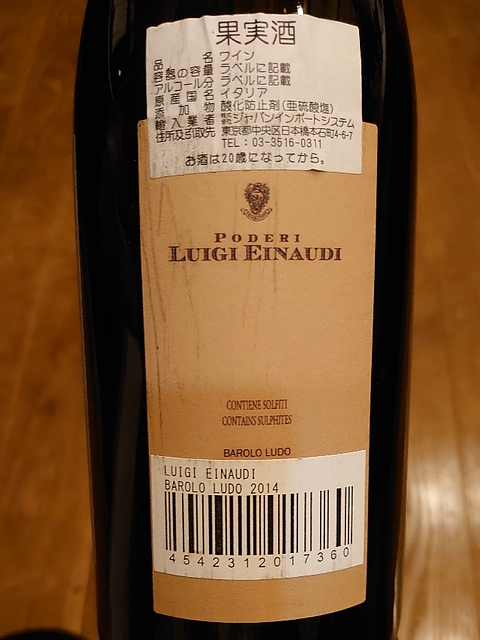 果実酒
品名 ワイン
容器の容量 ラベルに記載
アルコール分 ラベルに記載
原産国名 イタリア
添加物 酸化防止剤(亜硫酸塩)
輸入業者 株式会社ジャパンインポートシステム
住所及引取先 東京都中央区日本橋本石町4-6-7
TEL:03-3516-0311
お酒は20歳になってから。
PODERI
LUIGI EINAUDI
CONTIENE SOLFITI
CONTAINS SULPHITES
BAROLO LUDO
LUIGI EINAUDI
BAROLO LUDO 2014
4542312017360